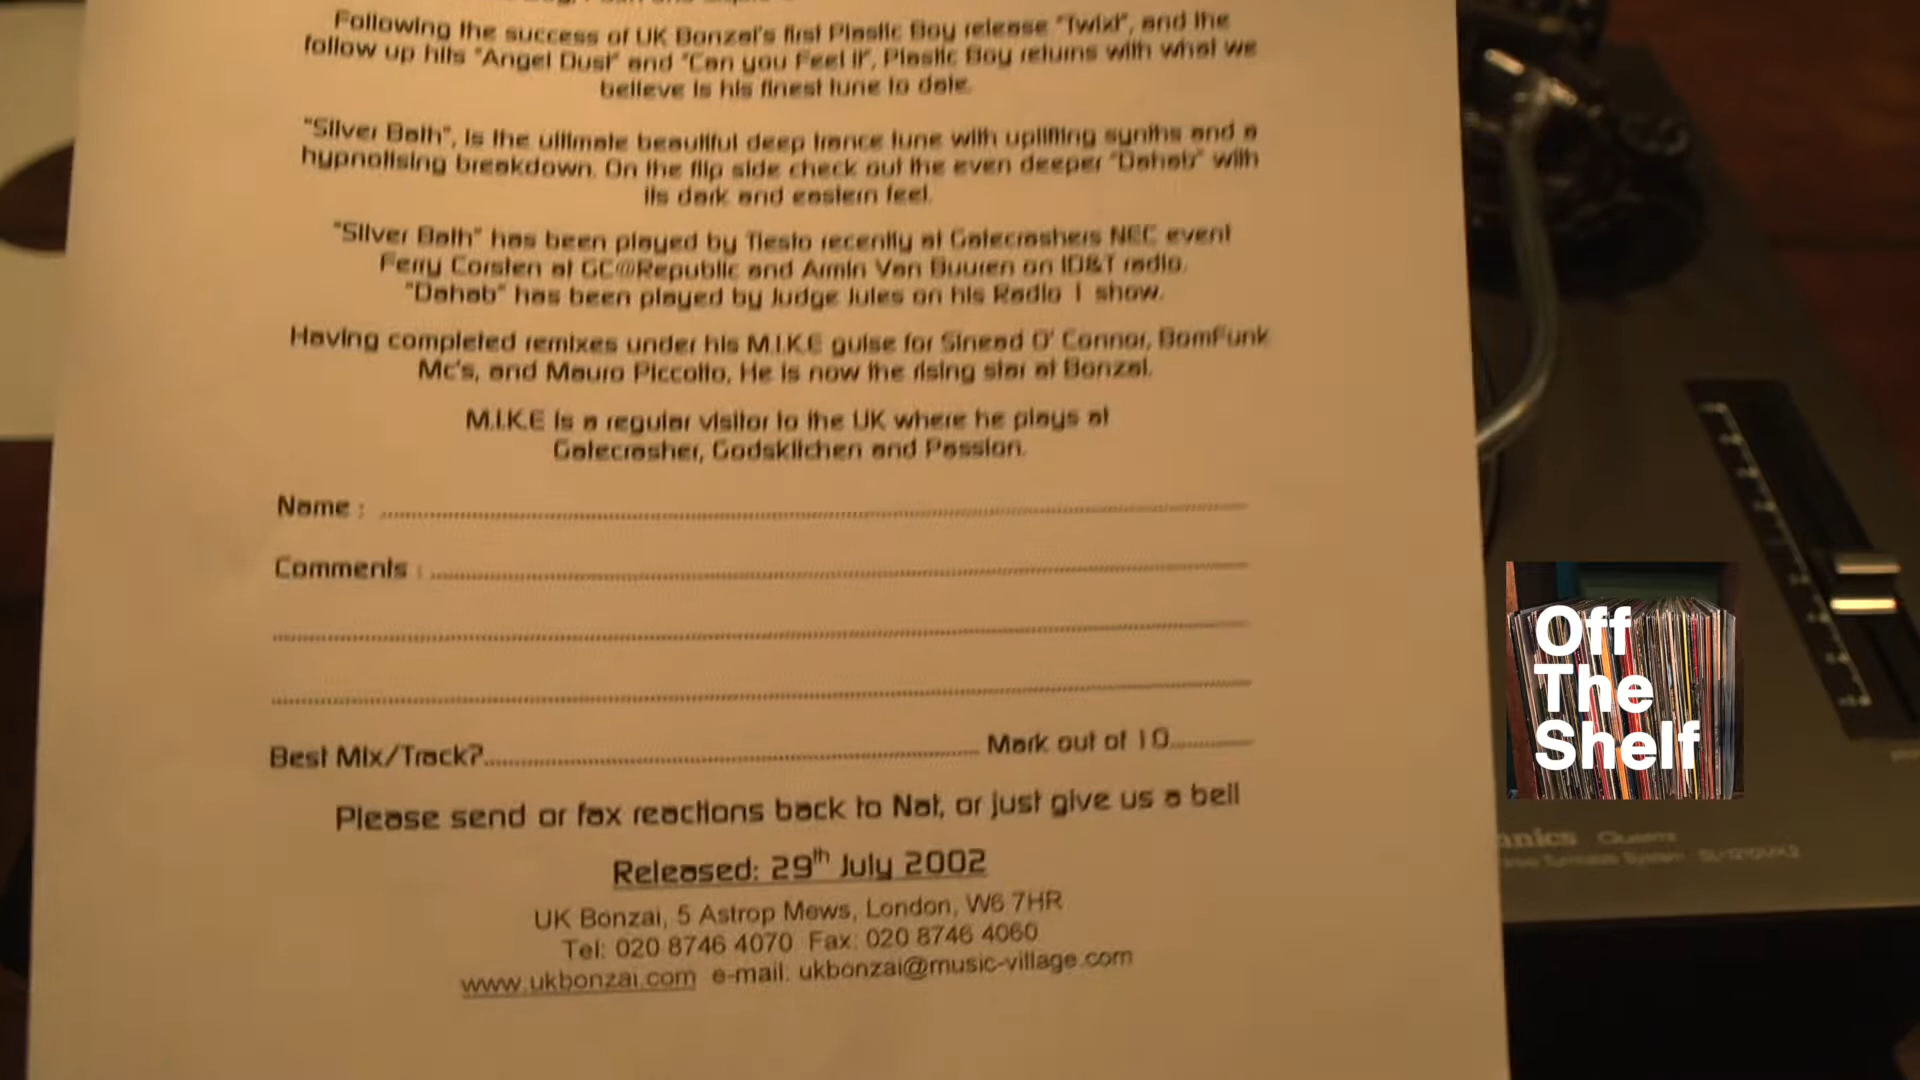 Following the success of UK Bonzai's first Plastic Boy release "Twixt", and the
follow up hits "Angel Dust" and "Can you Feel It", Plastic Boy returns with what we
believe is his finest tune to date.
"Silver Bath", is the ultimate beautiful deep trance tune with uplifting synths and a
hypnotising breakdown. On the flip side check out the even deeper "Dahab" with
its dark and eastern feel.
"Silver Bath" has been played by Tiesto recently at Gatecrashers NEC event
Ferry Corsten at GC@Republic and Armin Van Buuren on ID&T radio.
"Dahab" has been played by Judge Jules on his Radio 1 show.
Having completed remixes under his M.I.K.E guise for Sinead O' Connor, BomFunk
Mc's, and Mauro Piccotto, He is now the rising star at Bonzai.
M.I.K.E is a regular visitor to the UK where he plays at
Gatecrasher, Godskitchen and Passion.
Name :
Comments :
Best Mix/Track? Mark out of 10
Please send or fax reactions back to Nat, or just give us a bell
Released: 29th July 2002
UK Bonzai, 5 Astrop Mews, London, W6 7HR
Tel: 020 8746 4070 Fax: 020 8746 4060
www.ukbonzai.com e-mail: ukbonzai@music-village.com
Off
The
Shelf